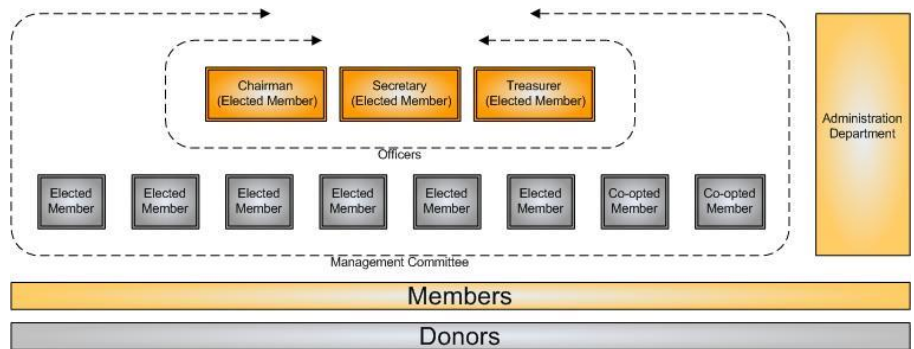 Chairman
(Elected Member)
Secretary
(Elected Member)
Treasurer
(Elected Member)
Administration
Department
Officers
Elected
Member
Elected
Member
Elected
Member
Elected
Member
Elected
Member
Elected
Member
Co-opted
Member
Co-opted
Member
Management Committee
Members
Donors